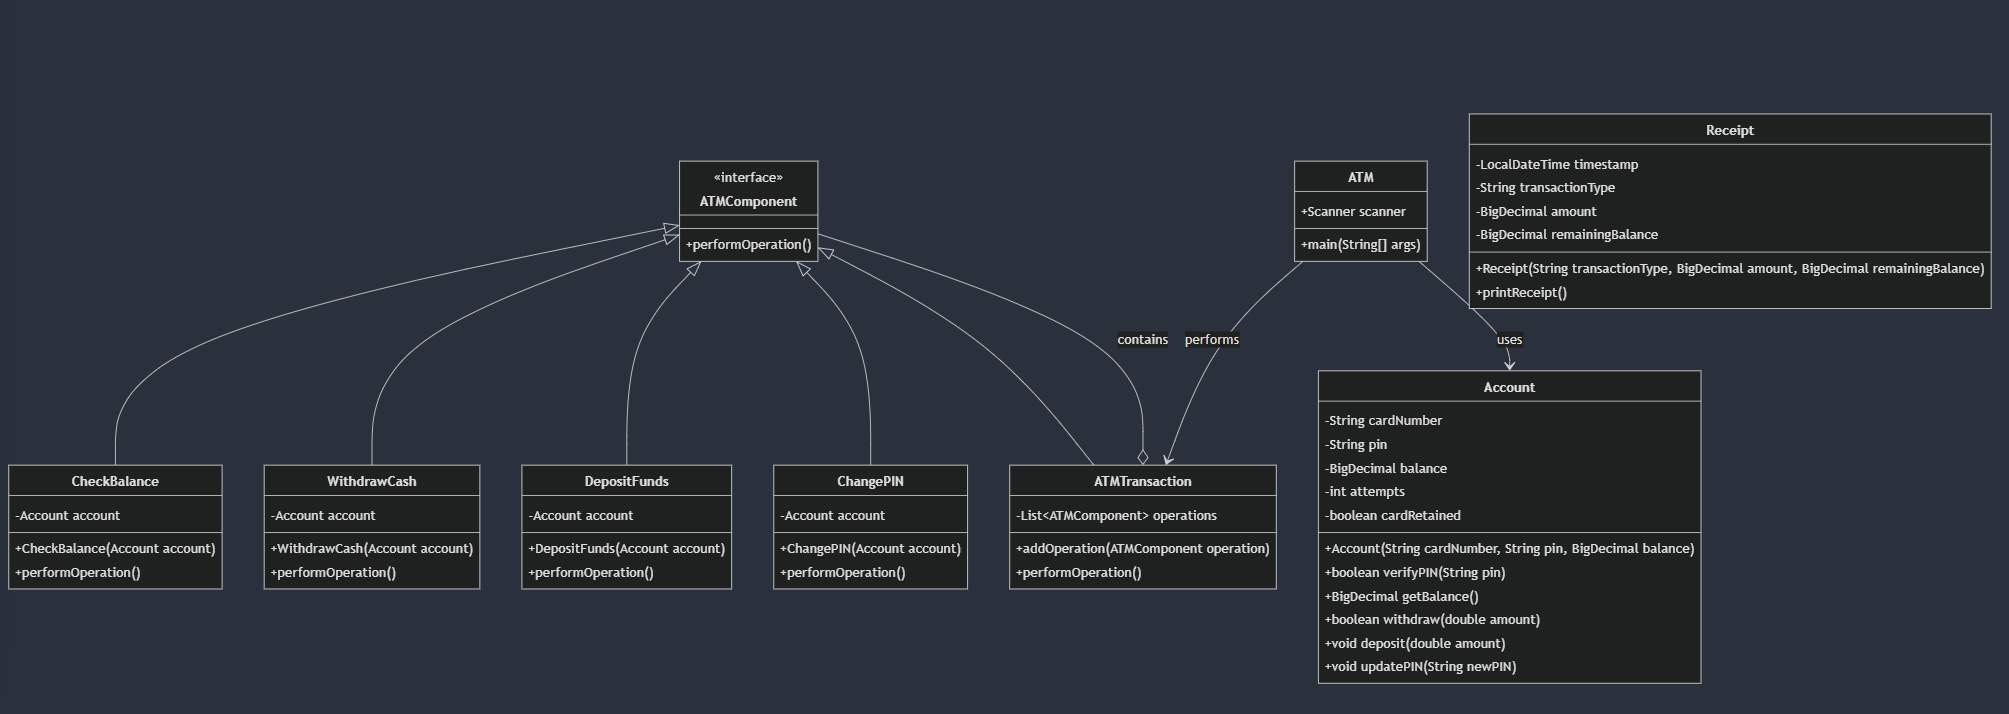 «interface»
ATMComponent
+performOperation()
ATM
+Scanner scanner
+main(String[] args)
Receipt
-LocalDateTime timestamp
-String transactionType
-BigDecimal amount
-BigDecimal remainingBalance
+Receipt(String transactionType, BigDecimal amount, BigDecimal remainingBalance)
+printReceipt()
contains
performs
uses
CheckBalance
-Account account
+CheckBalance(Account account)
+performOperation()
WithdrawCash
-Account account
+WithdrawCash(Account account)
+performOperation()
DepositFunds
-Account account
+DepositFunds(Account account)
+performOperation()
ChangePIN
-Account account
+ChangePIN(Account account)
+performOperation()
ATMTransaction
-List<ATMComponent> operations
+addOperation(ATMComponent operation)
+performOperation()
Account
-String cardNumber
-String pin
-BigDecimal balance
-int attempts
-boolean cardRetained
+Account(String cardNumber, String pin, BigDecimal balance)
+boolean verifyPIN(String pin)
+BigDecimal getBalance()
+boolean withdraw(double amount)
+void deposit(double amount)
+void updatePIN(String newPIN)